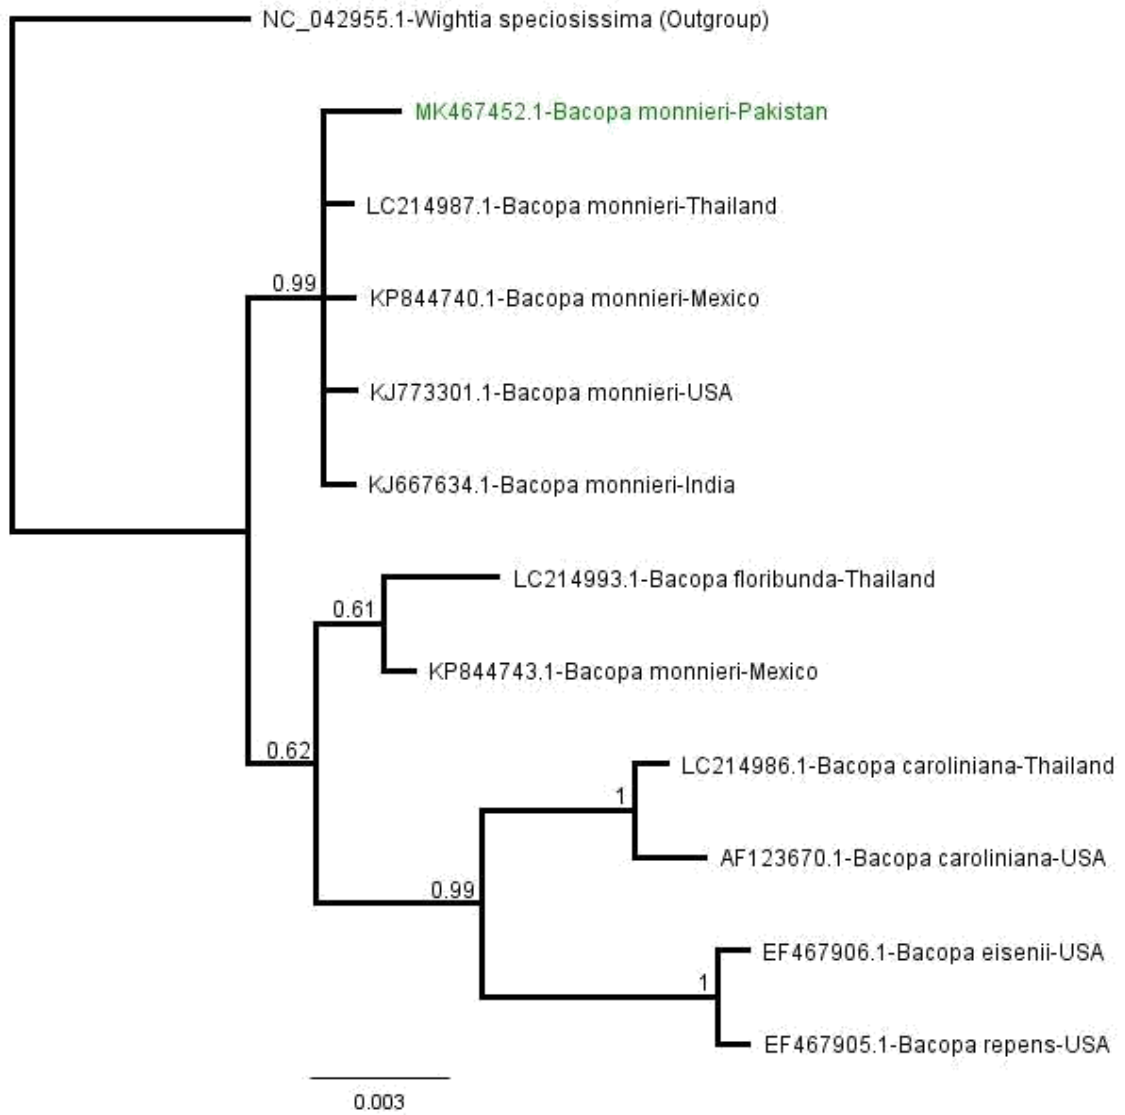 NC_042955.1-Wightia speciosissima (Outgroup)
MK467452.1-Bacopa monnieri-Pakistan
LC214987.1-Bacopa monnieri-Thailand
0.99
KP844740.1-Bacopa monnieri-Mexico
KJ773301.1-Bacopa monnieri-USA
KJ667634.1-Bacopa monnieri-India
LC214993.1-Bacopa floribunda-Thailand
0.61
KP844743.1-Bacopa monnieri-Mexico
0.62
LC214986.1-Bacopa caroliniana-Thailand
1
AF123670.1-Bacopa caroliniana-USA
0.99
EF467906.1-Bacopa eisenii-USA
1
EF467905.1-Bacopa repens-USA
0.003